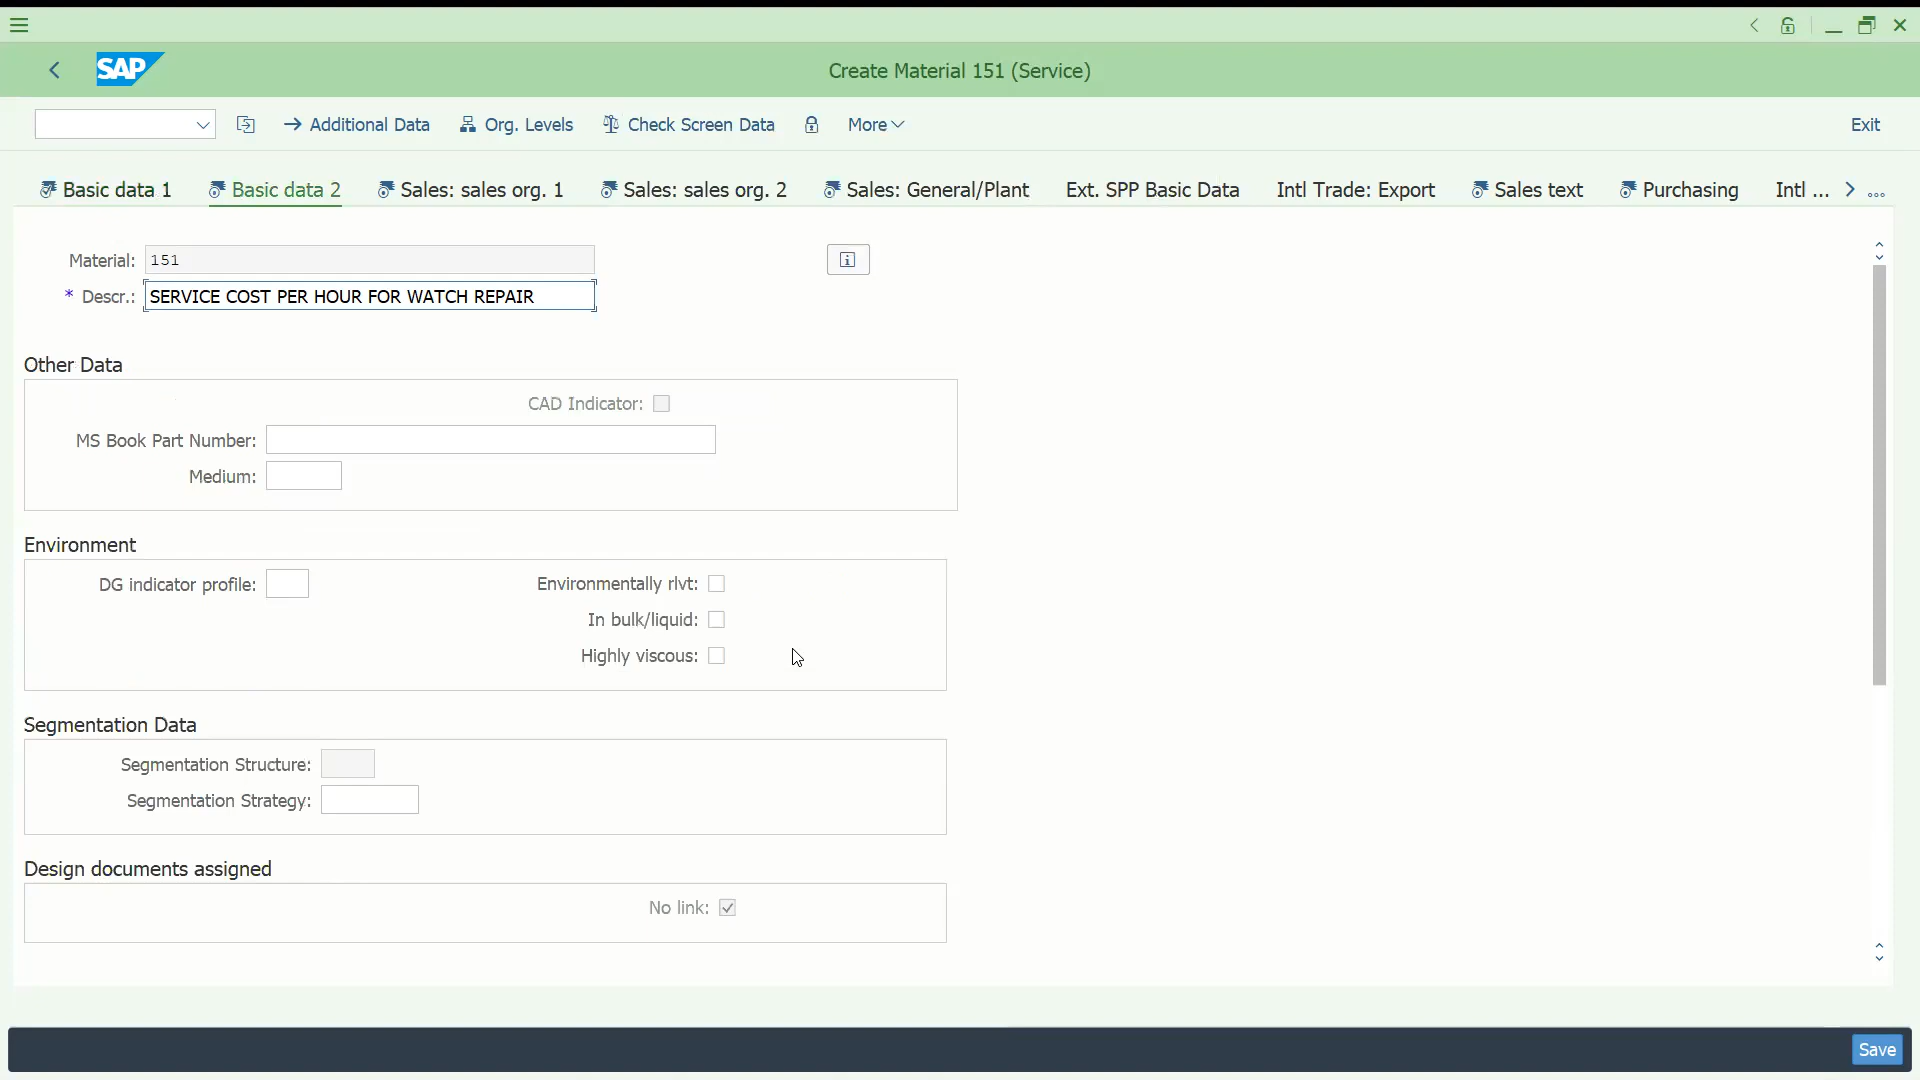 SAP
Create Material 151 (Service)
Additional Data
Org. Levels
Check Screen Data
More
Exit
Basic data 1
Basic data 2
Sales: sales org. 1
Sales: sales org. 2
Sales: General/Plant
Ext. SPP Basic Data
Intl Trade: Export
Sales text
Purchasing
Intl ...
Material: 151
* Descr.: SERVICE COST PER HOUR FOR WATCH REPAIR
Other Data
CAD Indicator:
MS Book Part Number:
Medium:
Environment
DG indicator profile:
Environmentally rlvt:
In bulk/liquid:
Highly viscous:
Segmentation Data
Segmentation Structure:
Segmentation Strategy:
Design documents assigned
No link:
Save